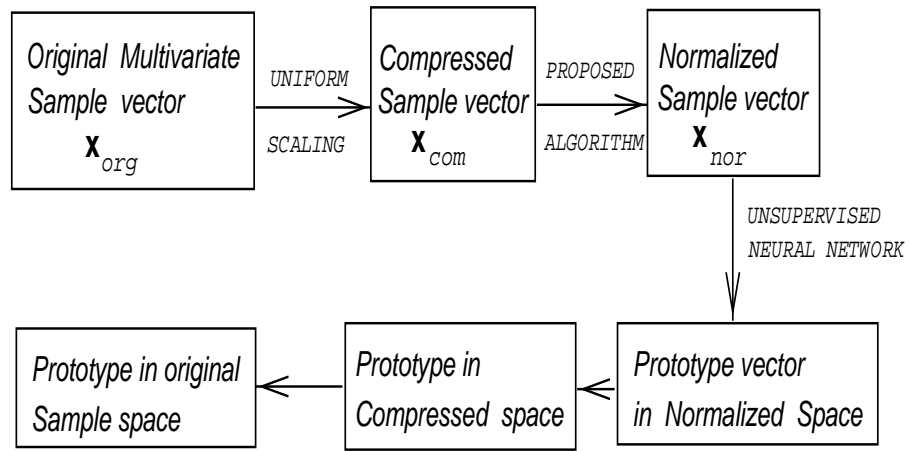 Original Multivariate
Sample vector
x org
UNIFORM
SCALING
Compressed
Sample vector
x com
PROPOSED
ALGORITHM
Normalized
Sample vector
x nor
UNSUPERVISED
NEURAL NETWORK
Prototype in original
Sample space
Prototype in
Compressed space
Prototype vector
in Normalized Space